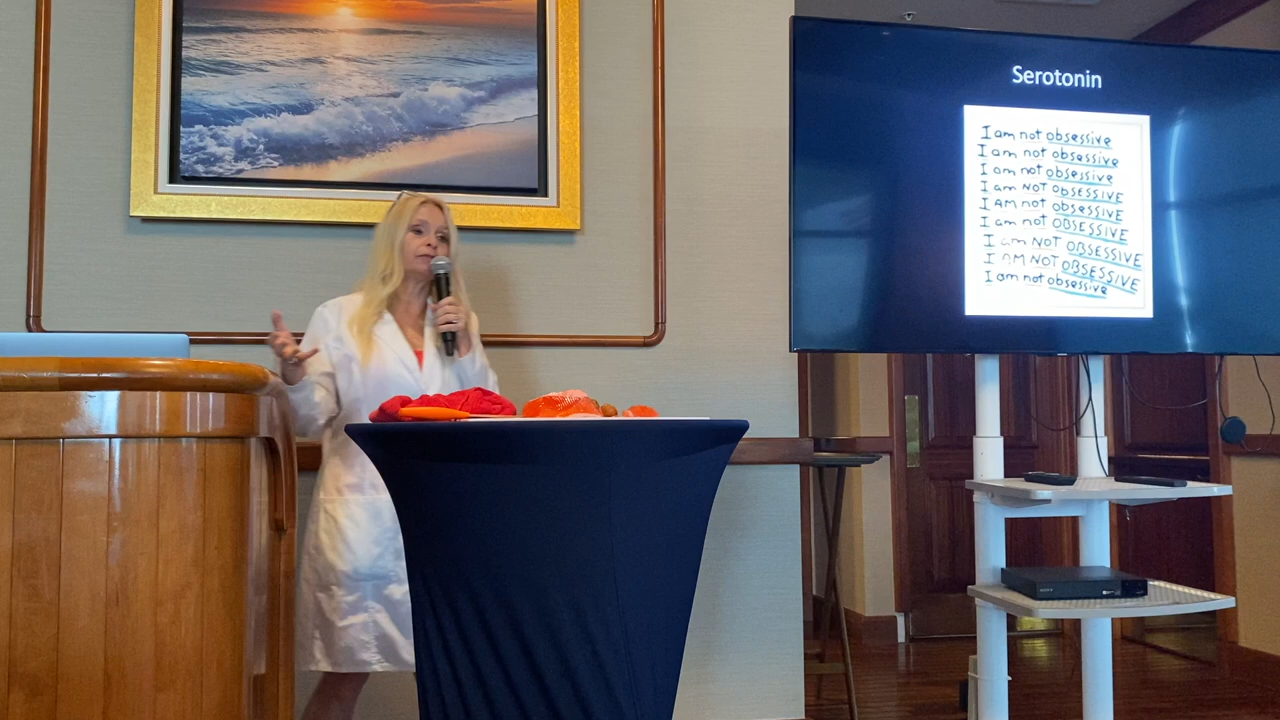 Serotonin
I am not obsessive
I am not obsessive
I am not obsessive
I am NOT OBSESSIVE
I AM not obsessive
I am not OBSESSIVE
I am NOT OBSESSIVE
I AM NOT OBSESSIVE
I am not obsessive
SONY